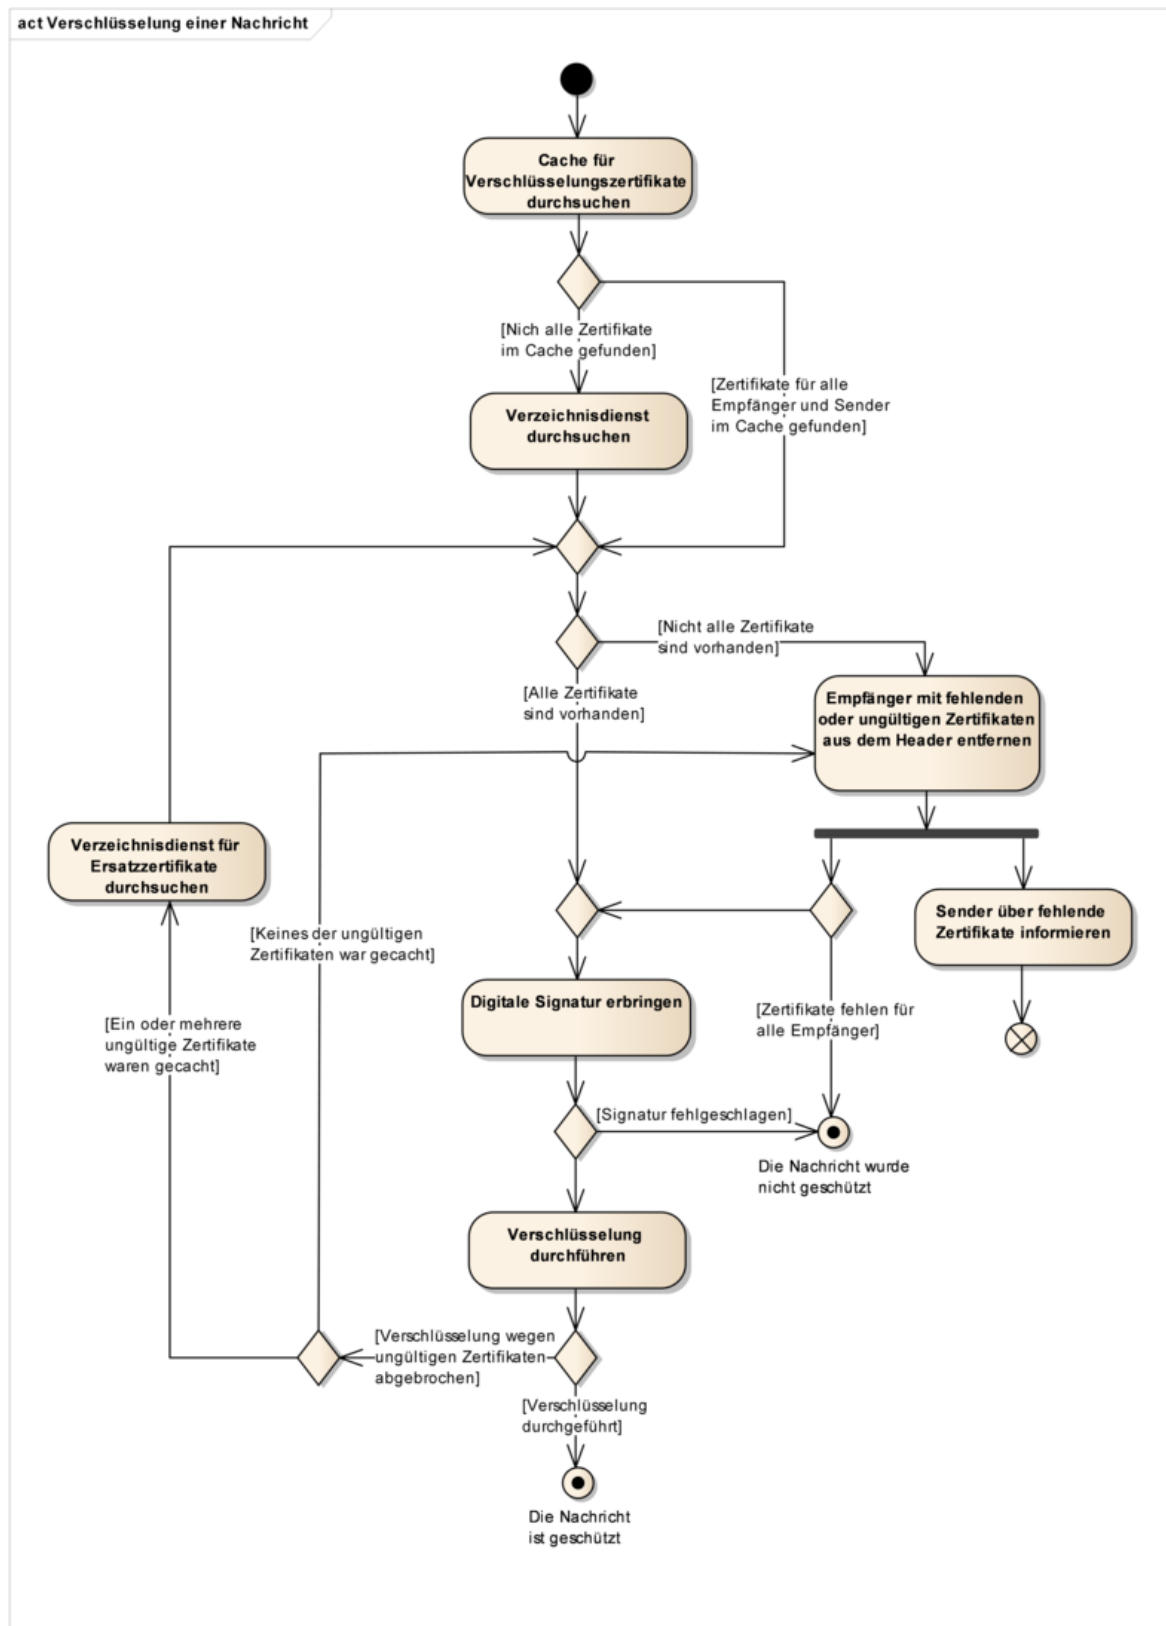 act Verschlüsselung einer Nachricht
Cache für
Verschlüsselungszertifikate
durchsuchen
[Nich alle Zertifikate
im Cache gefunden]
[Zertifikate für alle
Empfänger und Sender
im Cache gefunden]
Verzeichnisdienst
durchsuchen
[Nicht alle Zertifikate
sind vorhanden]
[Alle Zertifikate
sind vorhanden]
Empfänger mit fehlenden
oder ungültigen Zertifikaten
aus dem Header entfernen
Verzeichnisdienst für
Ersatzzertifikate
durchsuchen
[Keines der ungültigen
Zertifikaten war gecacht]
Sender über fehlende
Zertifikate informieren
Digitale Signatur erbringen
[Zertifikate fehlen für
alle Empfänger]
[Ein oder mehrere
ungültige Zertifikate
waren gecacht]
[Signatur fehlgeschlagen]
Die Nachricht wurde
nicht geschützt
Verschlüsselung
durchführen
[Verschlüsselung wegen
ungültigen Zertifikaten
abgebrochen]
[Verschlüsselung
durchgeführt]
Die Nachricht
ist geschützt